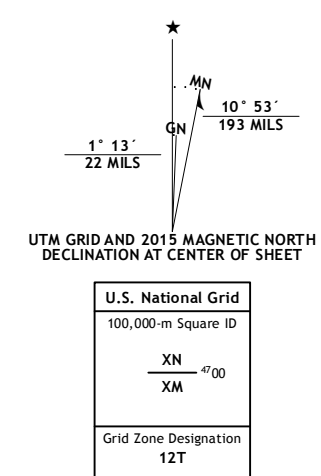 ★
MN
GN
10° 53´
193 MILS
1° 13´
22 MILS
UTM GRID AND 2015 MAGNETIC NORTH
DECLINATION AT CENTER OF SHEET
U.S. National Grid
100,000-m Square ID
XN
4700
XM
Grid Zone Designation
12T